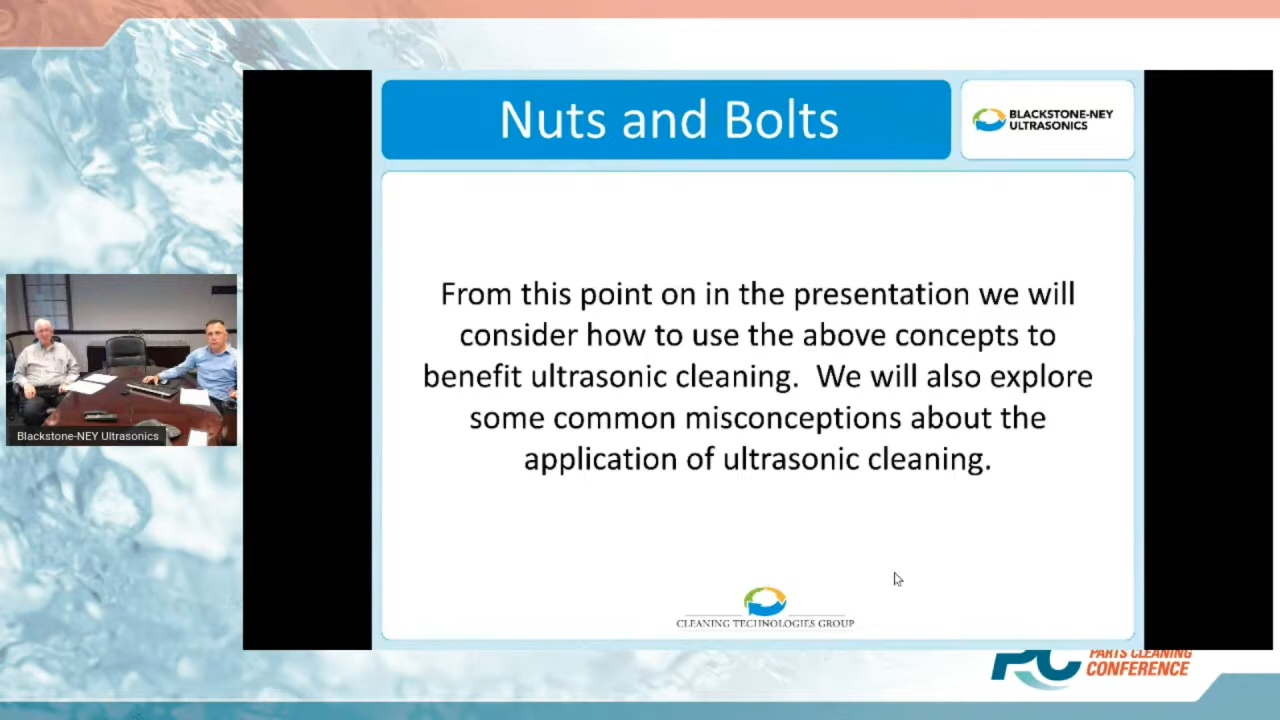 Nuts and Bolts
BLACKSTONE-NEY
ULTRASONICS
From this point on in the presentation we will
consider how to use the above concepts to
benefit ultrasonic cleaning.  We will also explore
some common misconceptions about the
application of ultrasonic cleaning.
CLEANING TECHNOLOGIES GROUP
Blackstone-NEY Ultrasonics
PC
PARTS CLEANING
CONFERENCE